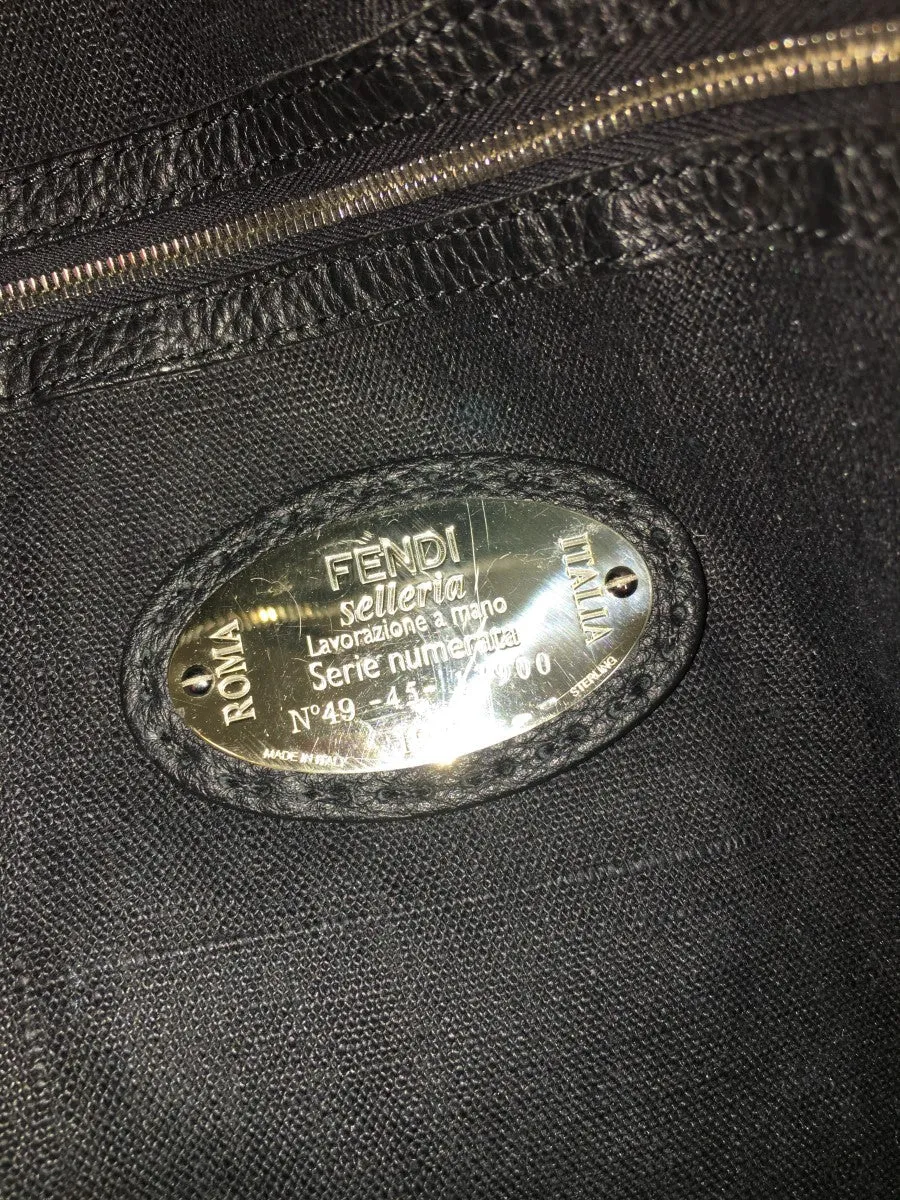 FENDI
selleria
Lavorazione a mano
Serie numerata
N°49 -45-
ROMA
ITALIA
MADE IN ITALY
STERLING